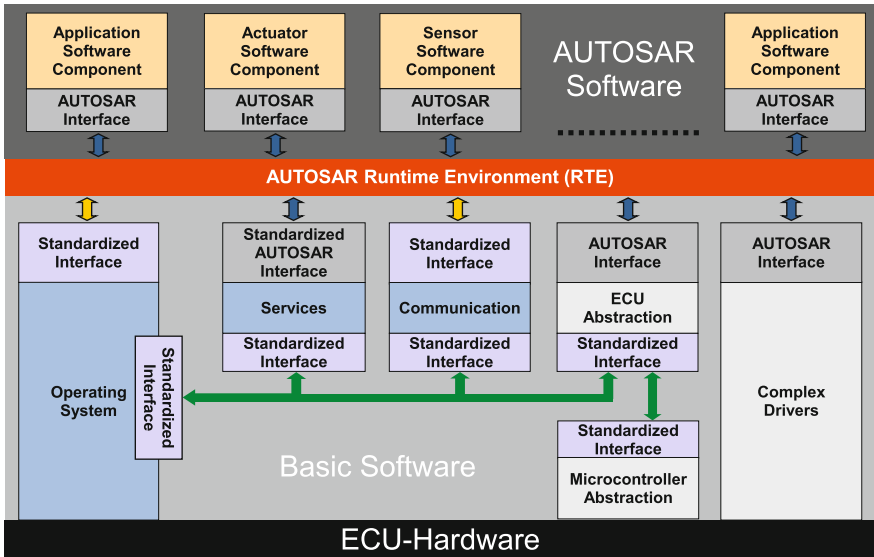 Application
Software
Component
AUTOSAR
Interface
Actuator
Software
Component
AUTOSAR
Interface
Sensor
Software
Component
AUTOSAR
Interface
AUTOSAR
Software
Application
Software
Component
AUTOSAR
Interface
AUTOSAR Runtime Environment (RTE)
Standardized
Interface
Operating
System
Standardized
Interface
Standardized
AUTOSAR
Interface
Services
Standardized
Interface
Standardized
Interface
Communication
Standardized
Interface
AUTOSAR
Interface
ECU
Abstraction
Standardized
Interface
Standardized
Interface
Microcontroller
Abstraction
AUTOSAR
Interface
Complex
Drivers
Basic Software
ECU-Hardware